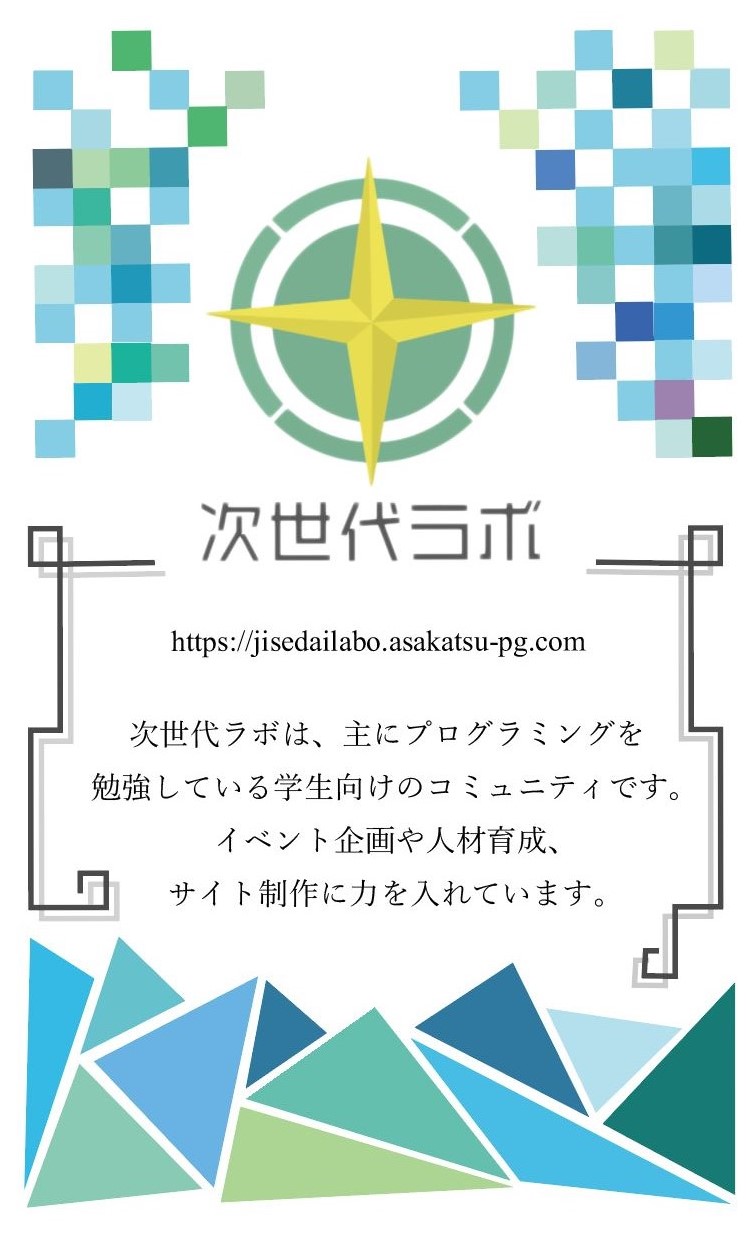 次世代ラボ
https://jisedailabo.asakatsu-pg.com
次世代ラボは、主にプログラミングを
勉強している学生向けのコミュニティです。
イベント企画や人材育成、
サイト制作に力を入れています。